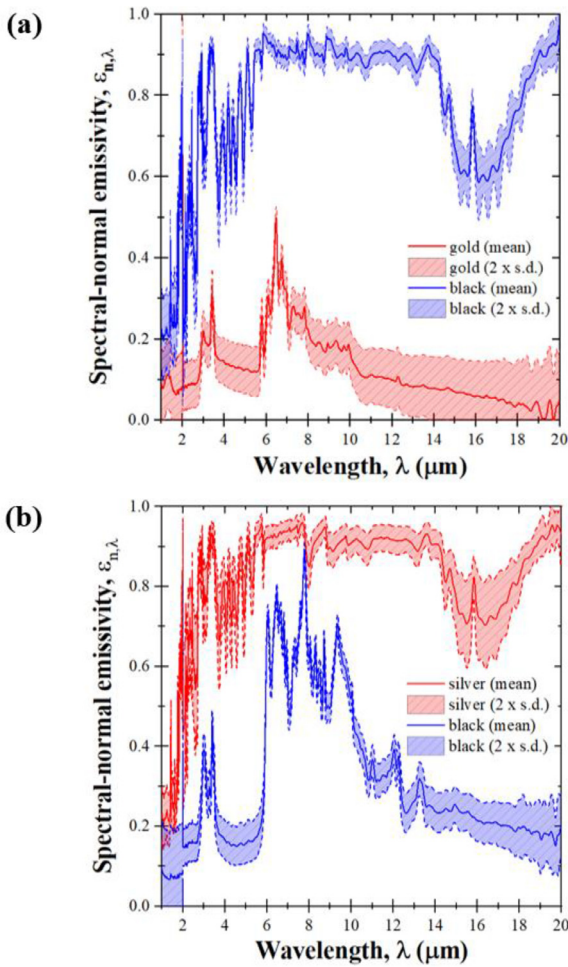 (a)
Spectral-normal emissivity, εn,λ
1.0
0.8
0.6
0.4
0.2
0.0
gold (mean)
gold (2 x s.d.)
black (mean)
black (2 x s.d.)
2 4 6 8 10 12 14 16 18 20
Wavelength, λ (μm)
(b)
Spectral-normal emissivity, εn,λ
1.0
0.8
0.6
0.4
0.2
0.0
silver (mean)
silver (2 x s.d.)
black (mean)
black (2 x s.d.)
2 4 6 8 10 12 14 16 18 20
Wavelength, λ (μm)